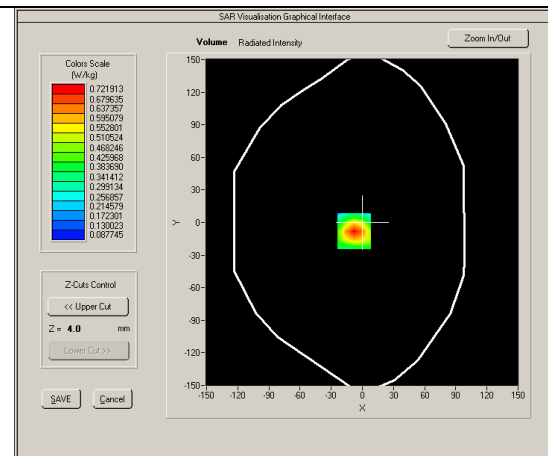 SAR Visualisation Graphical Interface
Volume Radiated Intensity
Zoom In/Out
Colors Scale
(W/kg)
0.721913
0.679635
0.637357
0.595079
0.552801
0.510524
0.468246
0.425968
0.383690
0.341412
0.299134
0.256857
0.214579
0.172301
0.130023
0.087745
Z-Cuts Control
<< Upper Cut
Z = 4.0 mm
Lower Cut >>
SAVE Cancel
150
120
90
60
30
0
-30
-60
-90
-120
-150
Y
-150 -120 -90 -60 -30 0 30 60 90 120 150
X